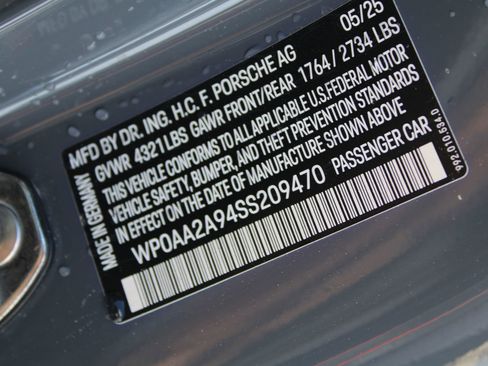 MFD BY DR. ING. H.C. F. PORSCHE AG 05/25
GVWR 4321 LBS GAWR FRONT/REAR 1764 / 2734 LBS
THIS VEHICLE CONFORMS TO ALL APPLICABLE U.S. FEDERAL MOTOR
VEHICLE SAFETY, BUMPER, AND THEFT PREVENTION STANDARDS
IN EFFECT ON THE DATE OF MANUFACTURE SHOWN ABOVE
WP0AA2A94SS209470 PASSENGER CAR
MADE IN GERMANY
992.010.534.D